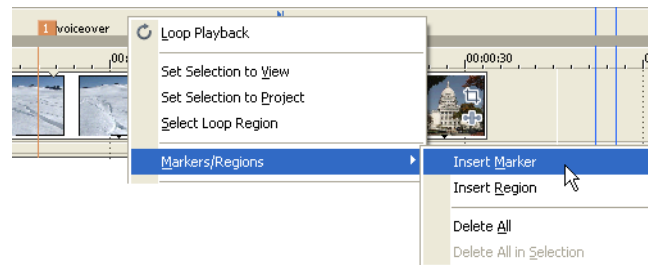 1 voiceover
Loop Playback
00:
00:00:30
Set Selection to View
Set Selection to Project
Select Loop Region
Markers/Regions
Insert Marker
Insert Region
Delete All
Delete All in Selection